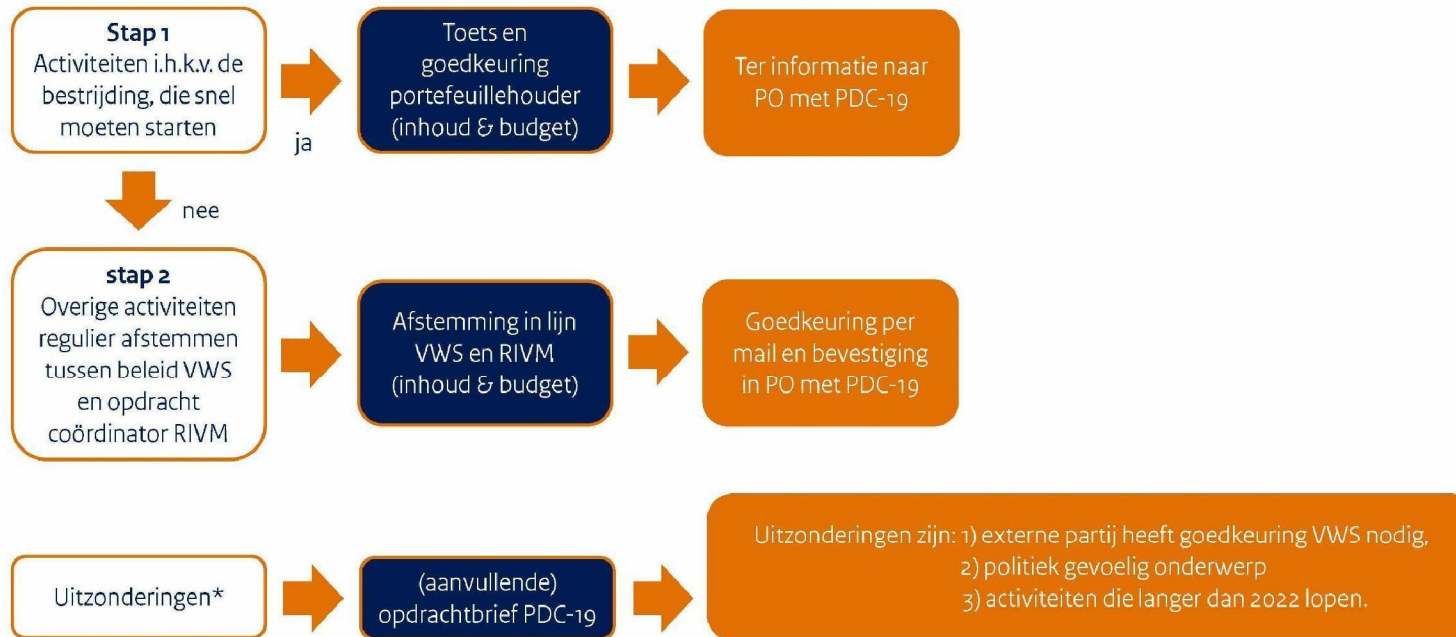 Stap 1
Activiteiten i.h.k.v. de
bestrijding, die snel
moeten starten
ja
Toets en
goedkeuring
portefeuillehouder
(inhoud & budget)
Ter informatie naar
PO met PDC-19
nee
stap 2
Overige activiteiten
regulier afstemmen
tussen beleid VWS
en opdracht
coördinator RIVM
Afstemming in lijn
VWS en RIVM
(inhoud & budget)
Goedkeuring per
mail en bevestiging
in PO met PDC-19
Uitzonderingen*
(aanvullende)
opdrachtbrief PDC-19
Uitzonderingen zijn: 1) externe partij heeft goedkeuring VWS nodig,
2) politiek gevoelig onderwerp
3) activiteiten die langer dan 2022 lopen.